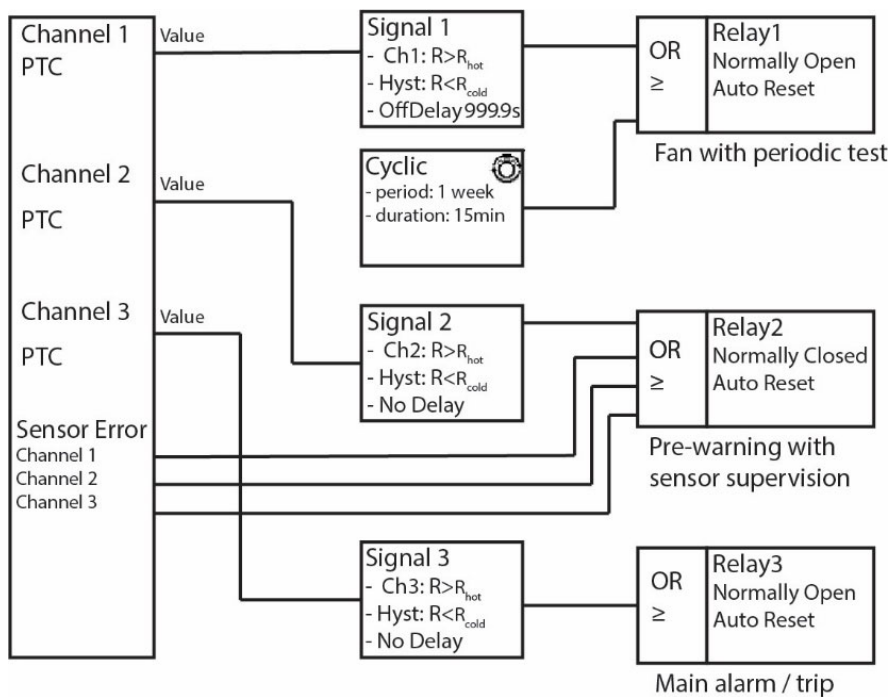 Channel 1
PTC
Value
Channel 2
PTC
Value
Channel 3
PTC
Value
Sensor Error
Channel 1
Channel 2
Channel 3
Signal 1
- Ch1: R>Rhot
- Hyst: R<Rcold
- OffDelay 999.9s
Cyclic
- period: 1 week
- duration: 15min
Signal 2
- Ch2: R>Rhot
- Hyst: R<Rcold
- No Delay
Signal 3
- Ch3: R>Rhot
- Hyst: R<Rcold
- No Delay
OR
≥
Relay1
Normally Open
Auto Reset
Fan with periodic test
OR
≥
Relay2
Normally Closed
Auto Reset
Pre-warning with
sensor supervision
OR
≥
Relay3
Normally Open
Auto Reset
Main alarm / trip